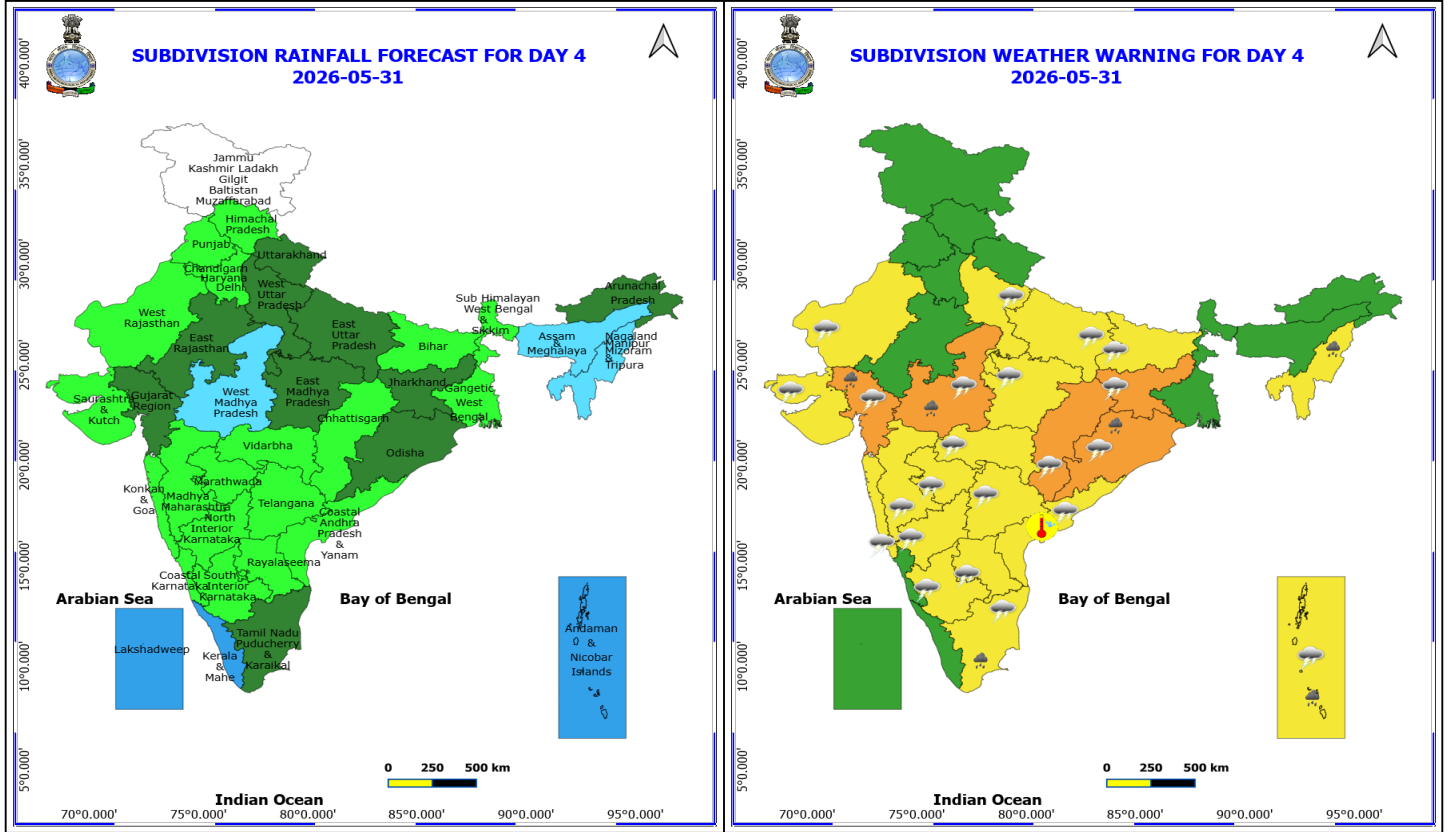 SUBDIVISION RAINFALL FORECAST FOR DAY 4
2026-05-31
40°0.000'
35°0.000'
30°0.000'
25°0.000'
20°0.000'
15°0.000'
10°0.000'
5°0.000'
Jammu
Kashmir Ladakh
Gilgit
Baltistan
Muzaffarabad
Himachal
Pradesh
Punjab
Uttarakhand
Chandigarh
Haryana
Delhi
West
Uttar
Pradesh
Arunachal
Pradesh
Sub Himalayan
West Bengal
&
Sikkim
West
Rajasthan
East
Rajasthan
East
Uttar
Pradesh
Bihar
Assam
&
Meghalaya
Nagaland
Manipur
Mizoram
&
Tripura
Saurashtra
&
Kutch
Gujarat
Region
West
Madhya
Pradesh
East
Madhya
Pradesh
Jharkhand
Gangetic
West
Bengal
Chhattisgarh
Odisha
Vidarbha
Konkan
&
Goa
Madhya
Maharashtra
Marathwada
Telangana
North
Interior
Karnataka
Coastal
Andhra
Pradesh
&
Yanam
Rayalaseema
Coastal
Karnataka
South
Interior
Karnataka
Arabian Sea
Bay of Bengal
Lakshadweep
Kerala
&
Mahe
Tamil Nadu
Puducherry
&
Karaikal
Andaman
&
Nicobar
Islands
0 250 500 km
Indian Ocean
70°0.000' 75°0.000' 80°0.000' 85°0.000' 90°0.000' 95°0.000'
SUBDIVISION WEATHER WARNING FOR DAY 4
2026-05-31
40°0.000'
35°0.000'
30°0.000'
25°0.000'
20°0.000'
15°0.000'
10°0.000'
5°0.000'
Arabian Sea
Bay of Bengal
0 250 500 km
Indian Ocean
70°0.000' 75°0.000' 80°0.000' 85°0.000' 90°0.000' 95°0.000'